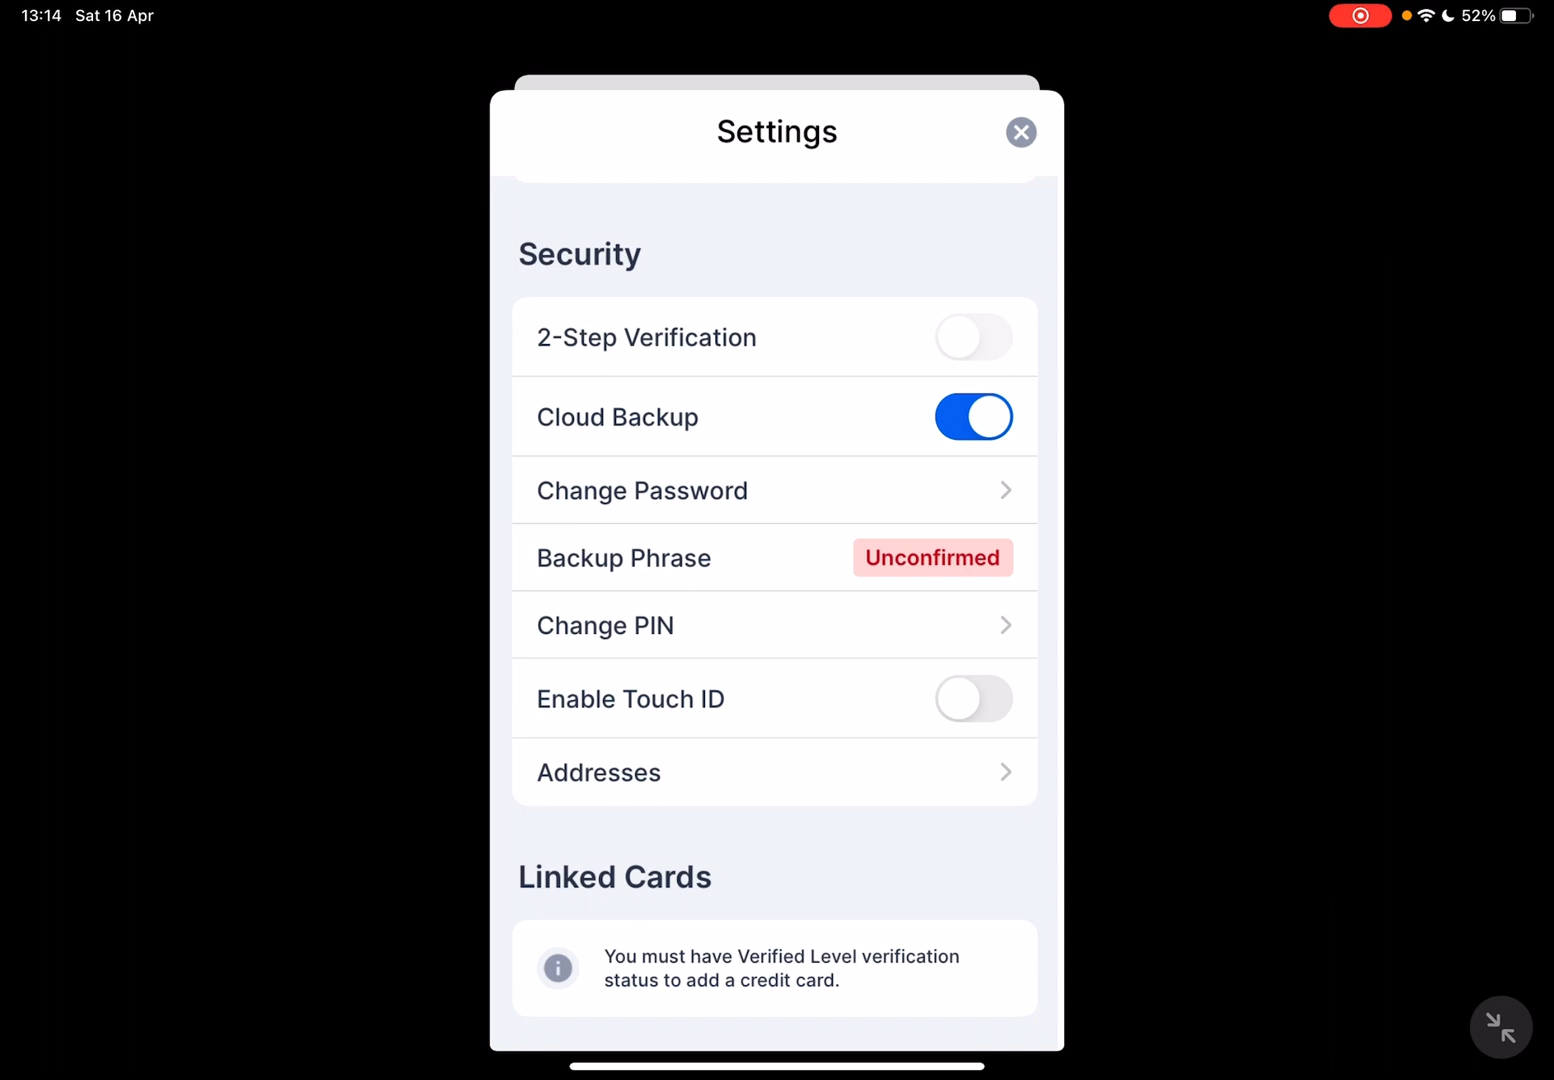 13:14 Sat 16 Apr
52%
Settings
Security
2-Step Verification
Cloud Backup
Change Password
Backup Phrase Unconfirmed
Change PIN
Enable Touch ID
Addresses
Linked Cards
You must have Verified Level verification
status to add a credit card.